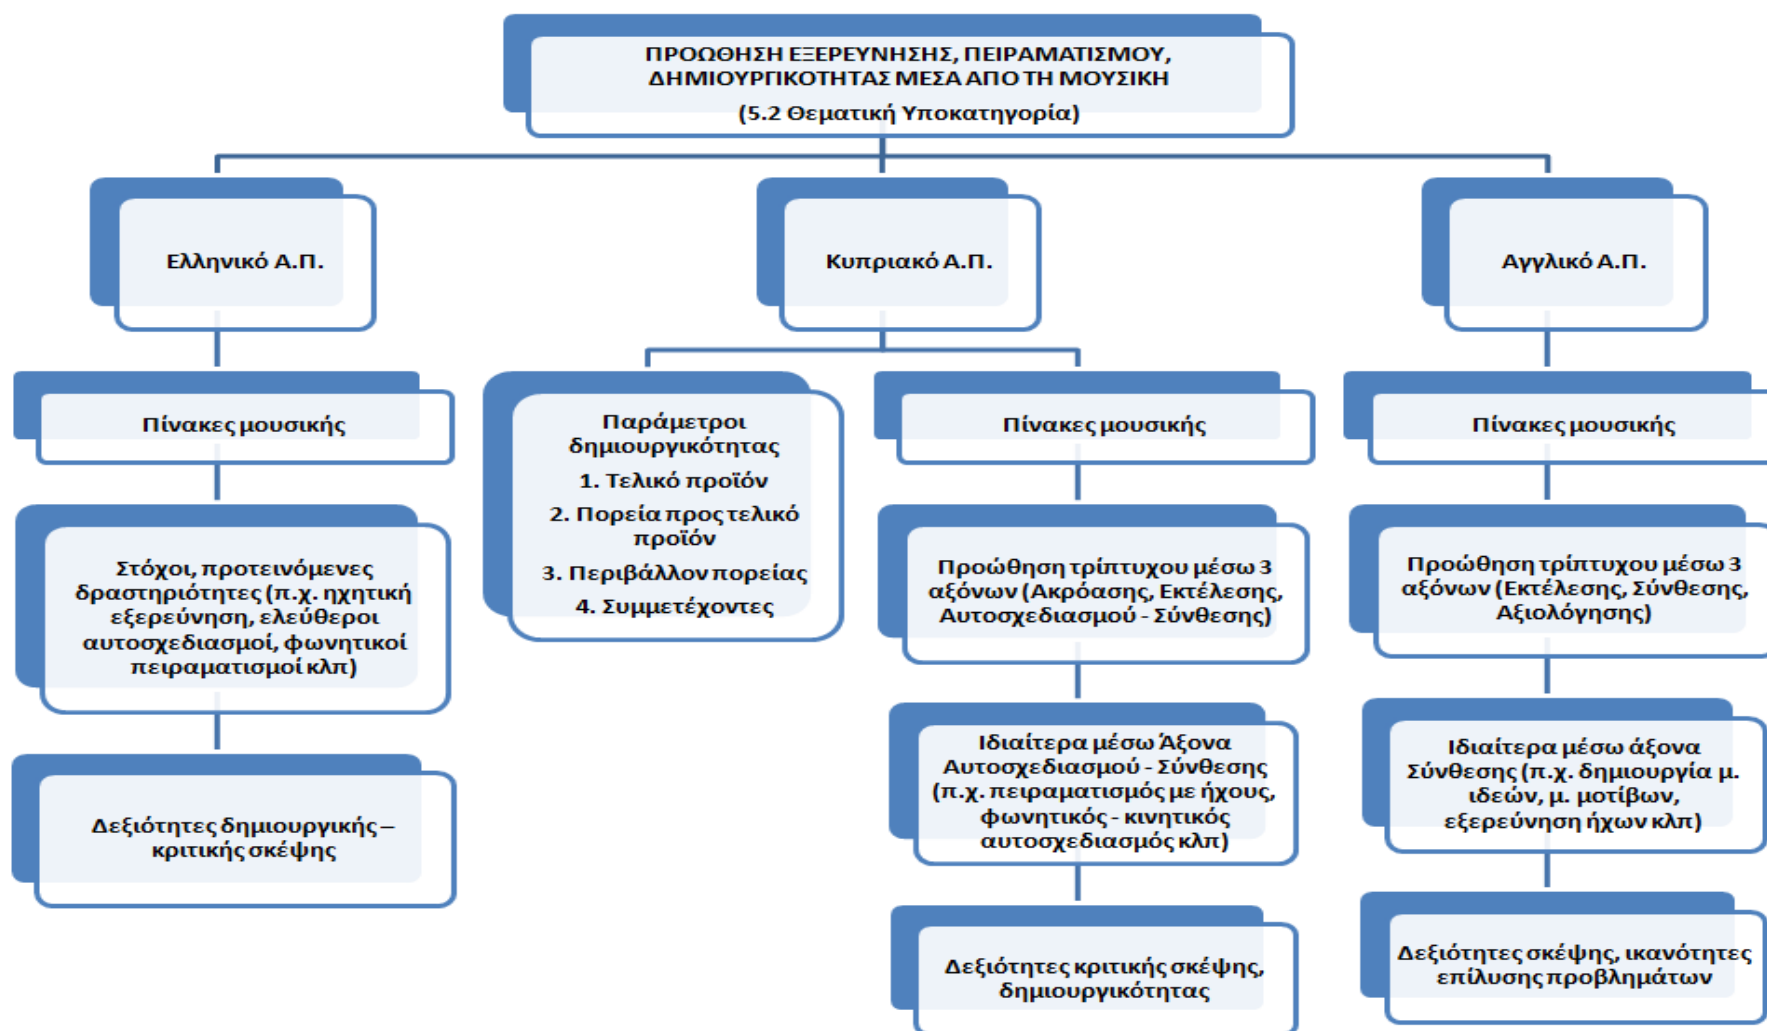 ΠΡΟΩΘΗΣΗ ΕΞΕΡΕΥΝΗΣΗΣ, ΠΕΙΡΑΜΑΤΙΣΜΟΥ,
ΔΗΜΙΟΥΡΓΙΚΟΤΗΤΑΣ ΜΕΣΑ ΑΠΟ ΤΗ ΜΟΥΣΙΚΗ
(5.2 Θεματική Υποκατηγορία)
Ελληνικό Α.Π.
Κυπριακό Α.Π.
Αγγλικό Α.Π.
Πίνακες μουσικής
Στόχοι, προτεινόμενες
δραστηριότητες (π.χ. ηχητική
εξερεύνηση, ελεύθεροι
αυτοσχεδιασμοί, φωνητικοί
πειραματισμοί κλπ)
Δεξιότητες δημιουργικής –
κριτικής σκέψης
Παράμετροι
δημιουργικότητας
1. Τελικό προϊόν
2. Πορεία προς τελικό
προϊόν
3. Περιβάλλον πορείας
4. Συμμετέχοντες
Πίνακες μουσικής
Προώθηση τρίπτυχου μέσω 3
αξόνων (Ακρόασης, Εκτέλεσης,
Αυτοσχεδιασμού - Σύνθεσης)
Ιδιαίτερα μέσω Άξονα
Αυτοσχεδιασμού - Σύνθεσης
(π.χ. πειραματισμός με ήχους,
φωνητικός - κινητικός
αυτοσχεδιασμός κλπ)
Δεξιότητες κριτικής σκέψης,
δημιουργικότητας
Πίνακες μουσικής
Προώθηση τρίπτυχου μέσω 3
αξόνων (Εκτέλεσης, Σύνθεσης,
Αξιολόγησης)
Ιδιαίτερα μέσω άξονα
Σύνθεσης (π.χ. δημιουργία μ.
ιδεών, μ. μοτίβων,
εξερεύνηση ήχων κλπ)
Δεξιότητες σκέψης, ικανότητες
επίλυσης προβλημάτων